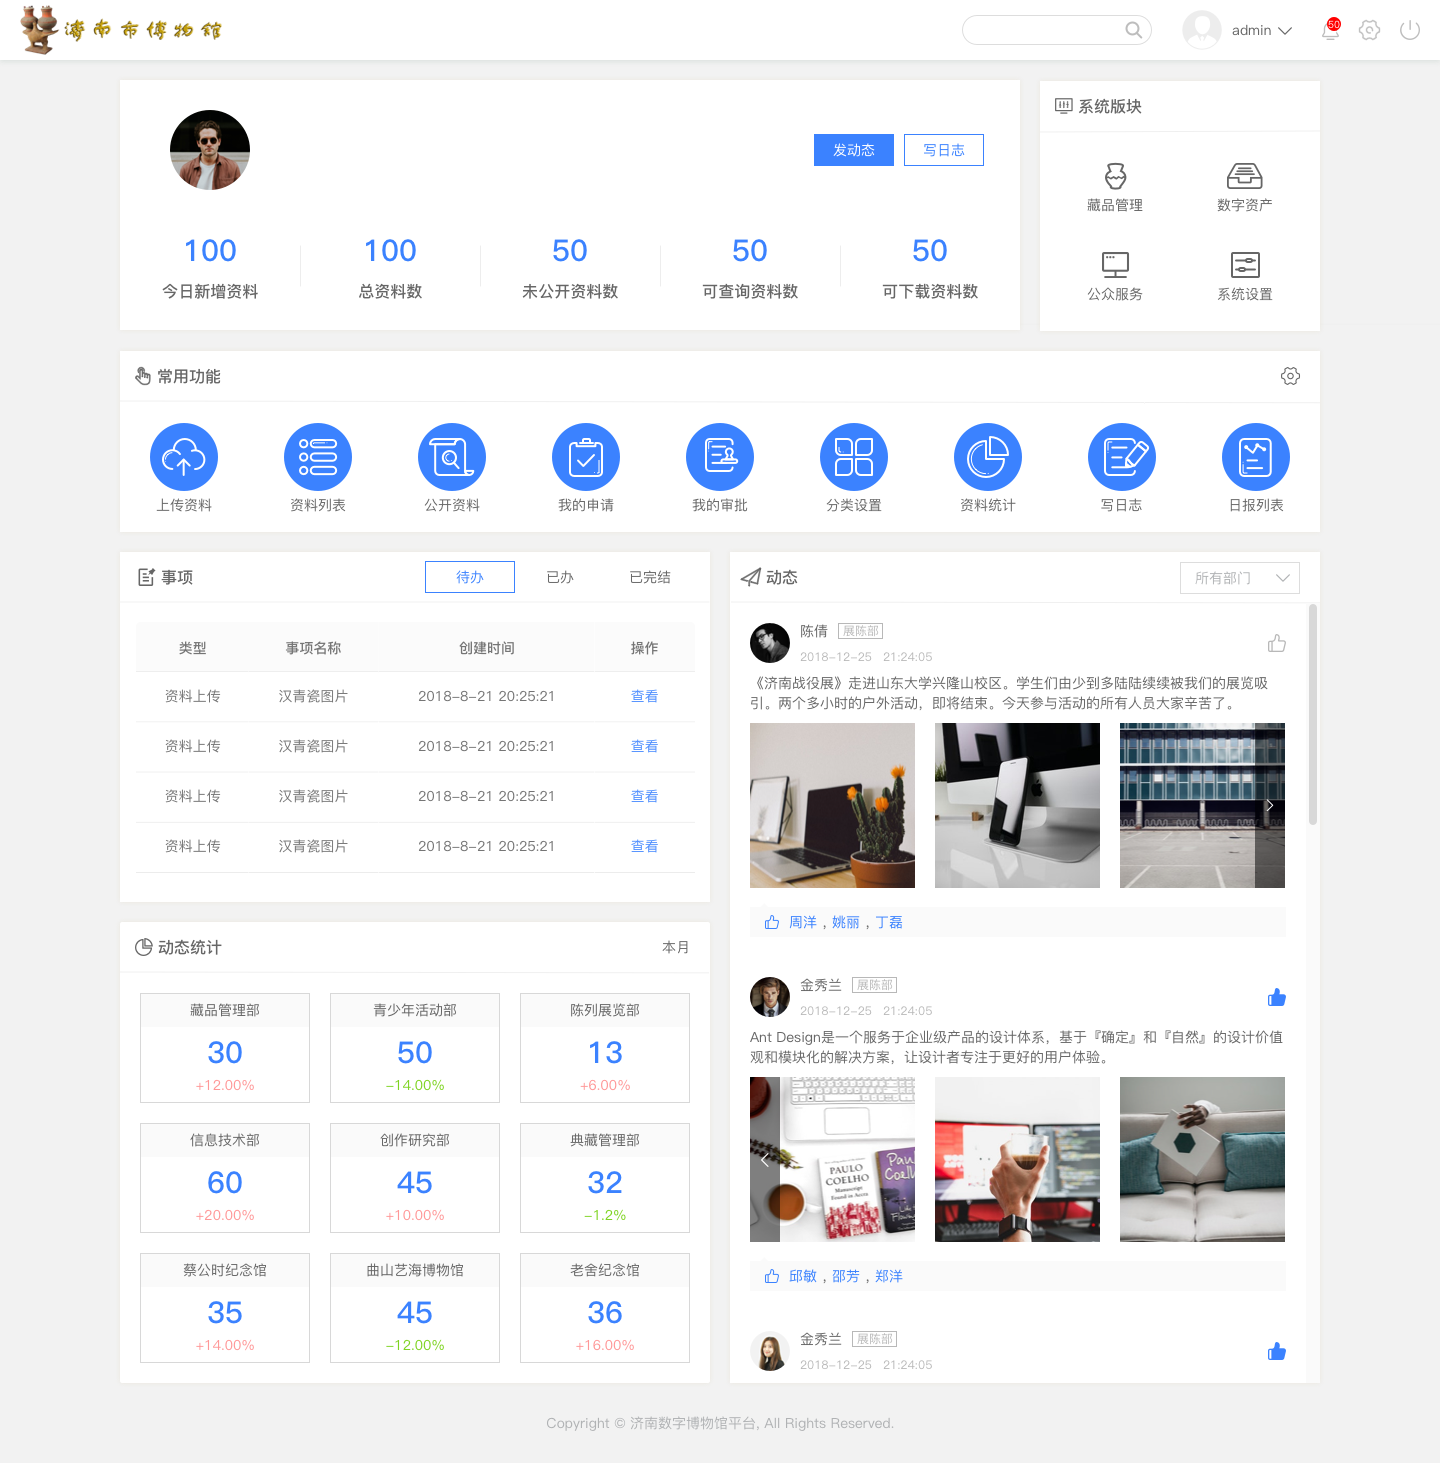 济南市博物馆
admin
50
发动态
写日志
100
100
50
50
50
今日新增资料
总资料数
未公开资料数
可查询资料数
可下载资料数
系统版块
藏品管理
数字资产
公众服务
系统设置
常用功能
上传资料
资料列表
公开资料
我的申请
我的审批
分类设置
资料统计
写日志
日报列表
事项
待办
已办
已完结
类型 事项名称 创建时间 操作
资料上传 汉青瓷图片 2018-8-21 20:25:21 查看
资料上传 汉青瓷图片 2018-8-21 20:25:21 查看
资料上传 汉青瓷图片 2018-8-21 20:25:21 查看
资料上传 汉青瓷图片 2018-8-21 20:25:21 查看
动态统计
本月
藏品管理部
30
+12.00%
青少年活动部
50
-14.00%
陈列展览部
13
+6.00%
信息技术部
60
+20.00%
创作研究部
45
+10.00%
典藏管理部
32
-1.2%
蔡公时纪念馆
35
+14.00%
曲山艺海博物馆
45
-12.00%
老舍纪念馆
36
+16.00%
动态
所有部门
陈倩 展陈部
2018-12-25 21:24:05
《济南战役展》走进山东大学兴隆山校区。学生们由少到多陆陆续续被我们的展览吸
引。两个多小时的户外活动，即将结束。今天参与活动的所有人员大家辛苦了。
周洋 , 姚丽 , 丁磊
金秀兰 展陈部
2018-12-25 21:24:05
Ant Design是一个服务于企业级产品的设计体系，基于『确定』和『自然』的设计价值
观和模块化的解决方案，让设计者专注于更好的用户体验。
PAULO
COELHO
Manuscript
Found in Accra
邱敏 , 邵芳 , 郑洋
金秀兰 展陈部
2018-12-25 21:24:05
Copyright © 济南数字博物馆平台, All Rights Reserved.